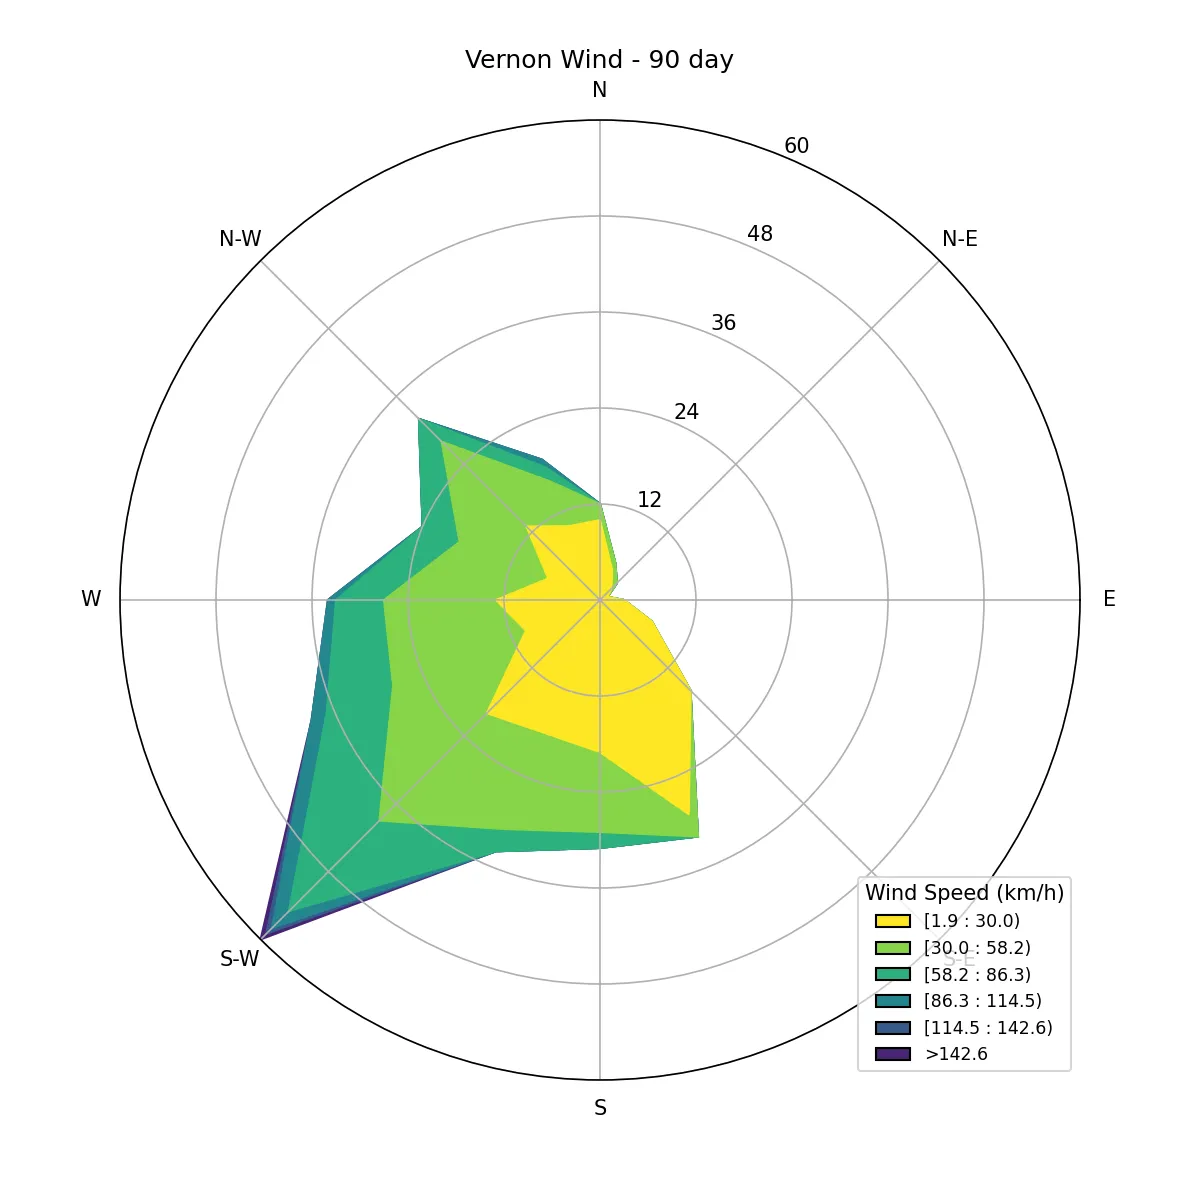 Vernon Wind - 90 day
N
60
N-W
48
N-E
36
24
12
W
E
S-W
S-E
S
Wind Speed (km/h)
[1.9 : 30.0)
[30.0 : 58.2)
[58.2 : 86.3)
[86.3 : 114.5)
[114.5 : 142.6)
>142.6